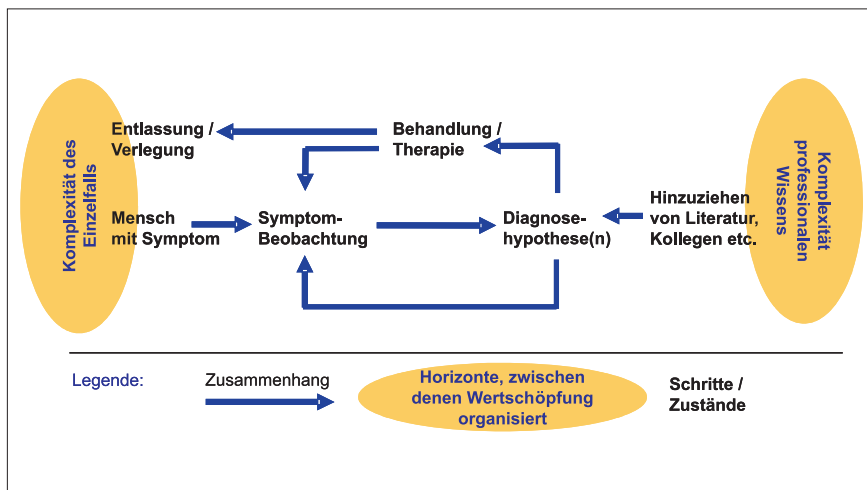 Komplexität des
Einzelfalls
Entlassung /
Verlegung
Behandlung /
Therapie
Mensch
mit Symptom
Symptom-
Beobachtung
Diagnose-
hypothese(n)
Hinzuziehen
von Literatur,
Kollegen etc.
Komplexität
professionalen
Wissens
Legende:
Zusammenhang
Horizonte, zwischen
denen Wertschöpfung
organisiert
Schritte /
Zustände